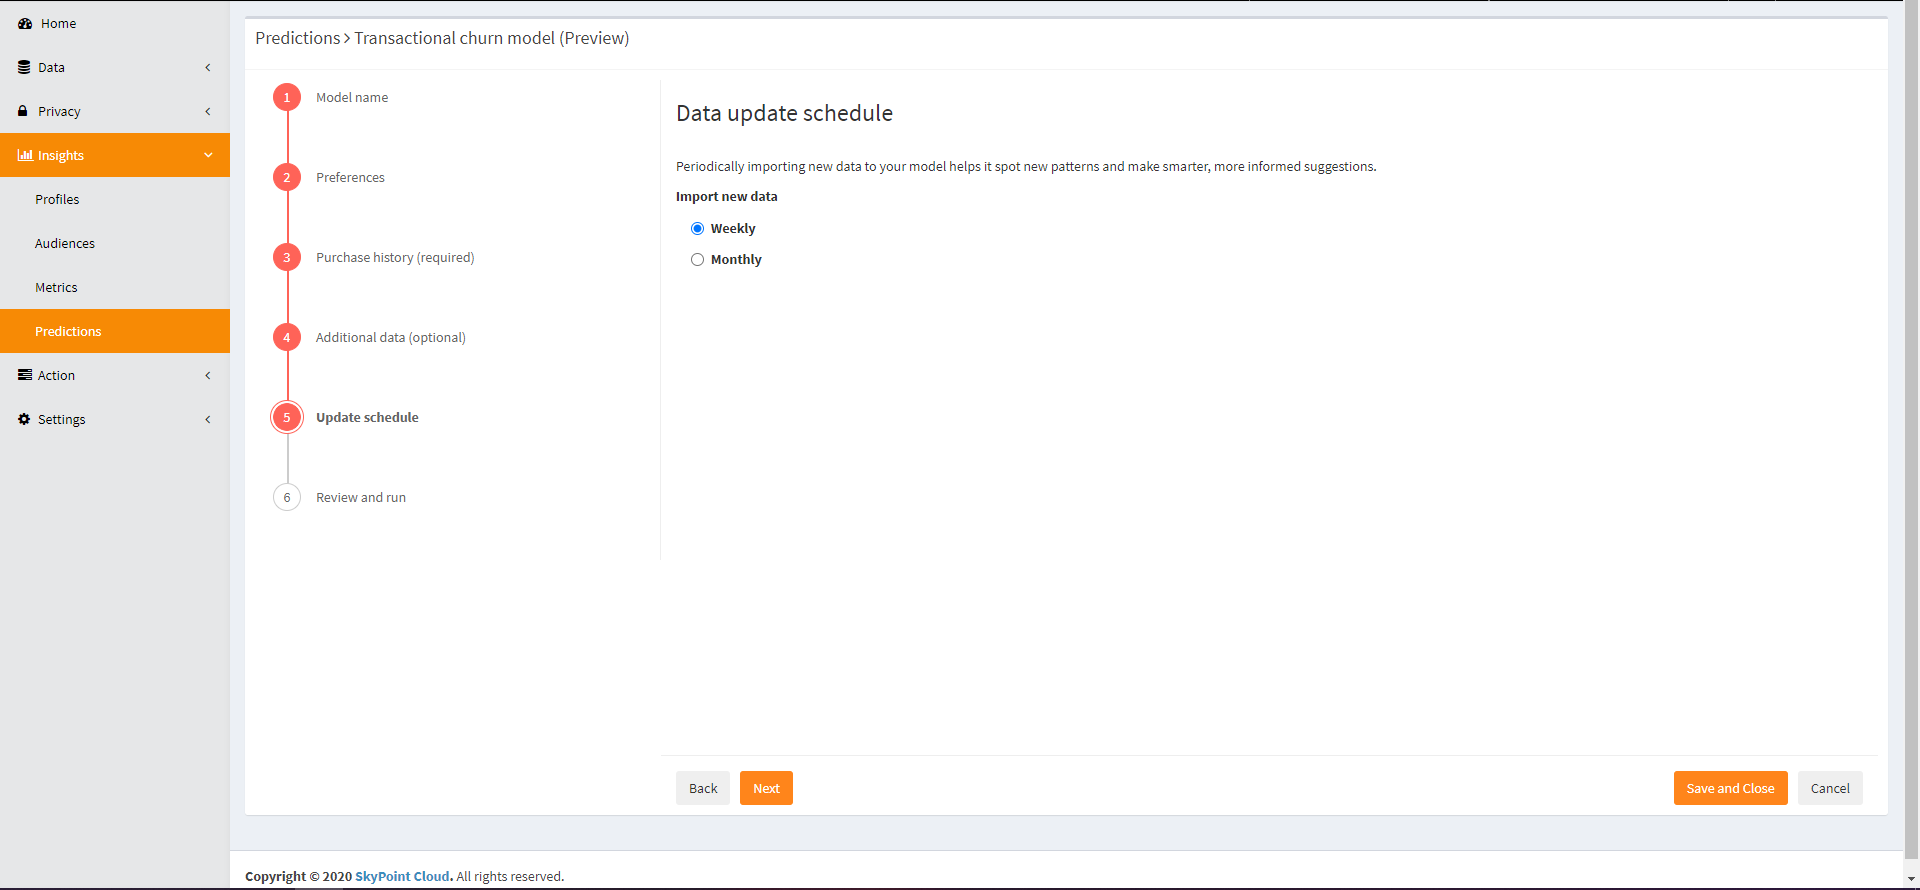 Home
Data
Privacy
Insights
Profiles
Audiences
Metrics
Predictions
Action
Settings
Predictions > Transactional churn model (Preview)
1 Model name
2 Preferences
3 Purchase history (required)
4 Additional data (optional)
5 Update schedule
6 Review and run
Data update schedule
Periodically importing new data to your model helps it spot new patterns and make smarter, more informed suggestions.
Import new data
Weekly
Monthly
Back Next Save and Close Cancel
Copyright © 2020 SkyPoint Cloud. All rights reserved.